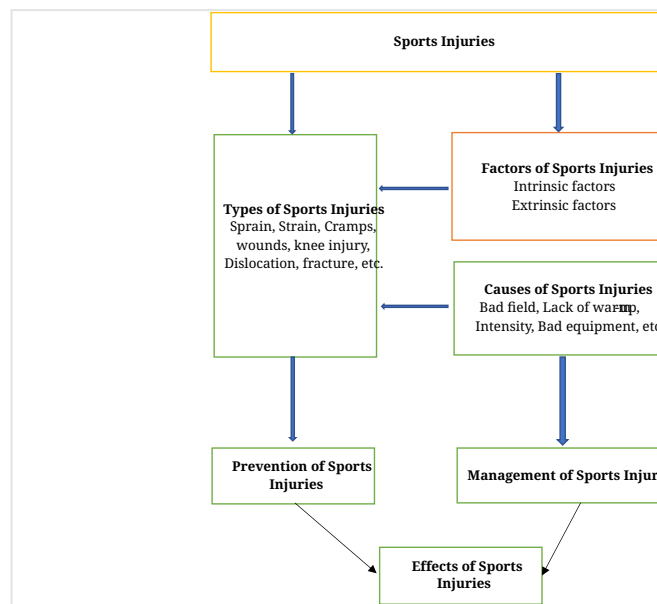 Sports Injuries
Types of Sports Injuries
Sprain, Strain, Cramps,
wounds, knee injury,
Dislocation, fracture, etc.
Factors of Sports Injuries
Intrinsic factors
Extrinsic factors
Causes of Sports Injuries
Bad field, Lack of warm-up,
Intensity, Bad equipment, etc
Prevention of Sports
Injuries
Management of Sports Injur
Effects of Sports
Injuries